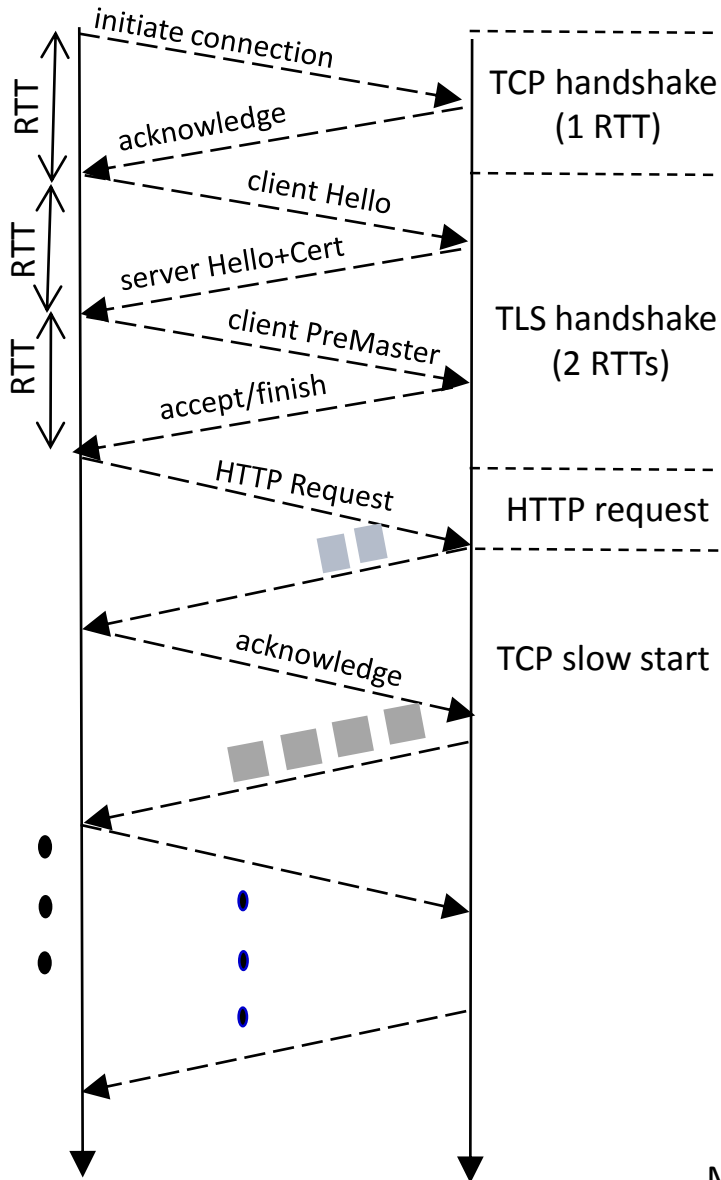 initiate connection
RTT
TCP handshake
(1 RTT)
acknowledge
client Hello
RTT
server Hello+Cert
client PreMaster
TLS handshake
(2 RTTs)
RTT
accept/finish
HTTP Request
HTTP request
acknowledge
TCP slow start